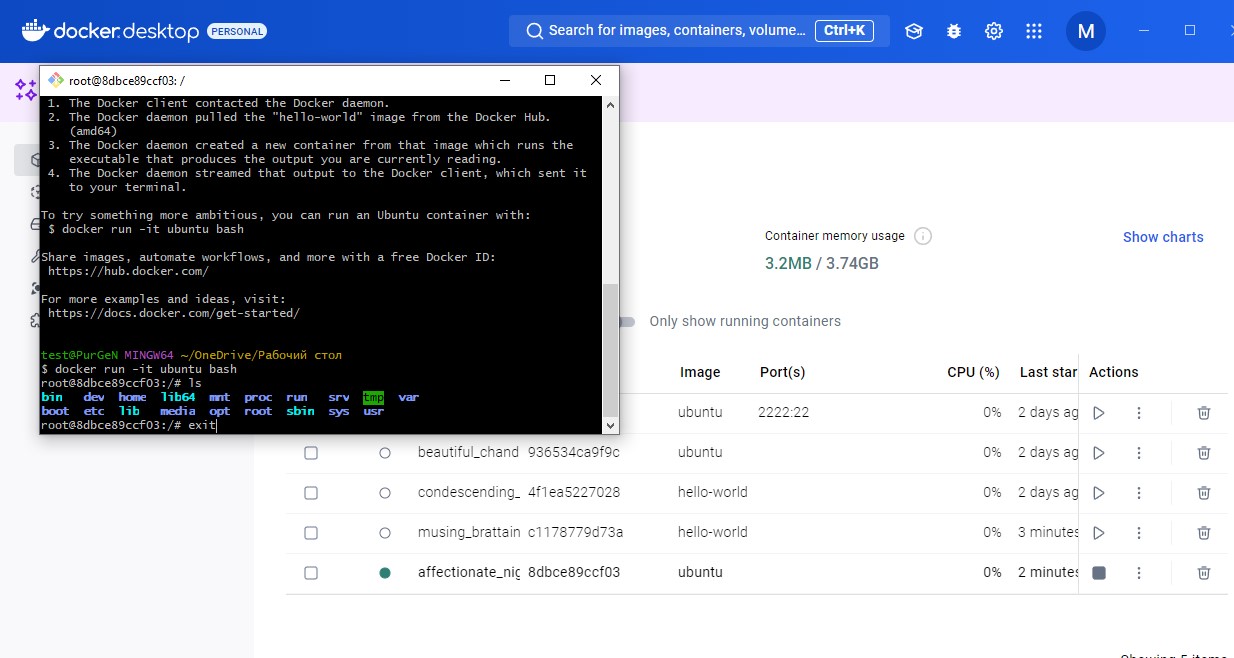 docker.desktop PERSONAL
Search for images, containers, volume... Ctrl+K
M
root@8dbce89ccf03: /
1. The Docker client contacted the Docker daemon.
2. The Docker daemon pulled the "hello-world" image from the Docker Hub.
(amd64)
3. The Docker daemon created a new container from that image which runs the
executable that produces the output you are currently reading.
4. The Docker daemon streamed that output to the Docker client, which sent it
to your terminal.
To try something more ambitious, you can run an Ubuntu container with:
$ docker run -it ubuntu bash
Share images, automate workflows, and more with a free Docker ID:
https://hub.docker.com/
For more examples and ideas, visit:
https://docs.docker.com/get-started/
test@PurGeN MINGW64 ~/OneDrive/Рабочий стол
$ docker run -it ubuntu bash
root@8dbce89ccf03:/# ls
bin dev home lib64 mnt proc run srv tmp var
boot etc lib media opt root sbin sys usr
root@8dbce89ccf03:/# exit
Container memory usage
3.2MB / 3.74GB
Show charts
Only show running containers
Image Port(s) CPU (%) Last star Actions
ubuntu 2222:22 0% 2 days ag
beautiful_chand 936534ca9f9c ubuntu 0% 2 days ag
condescending_ 4f1ea5227028 hello-world 0% 2 days ag
musing_brattain c1178779d73a hello-world 0% 3 minutes
affectionate_nig 8dbce89ccf03 ubuntu 0% 2 minutes
Showing 5 items